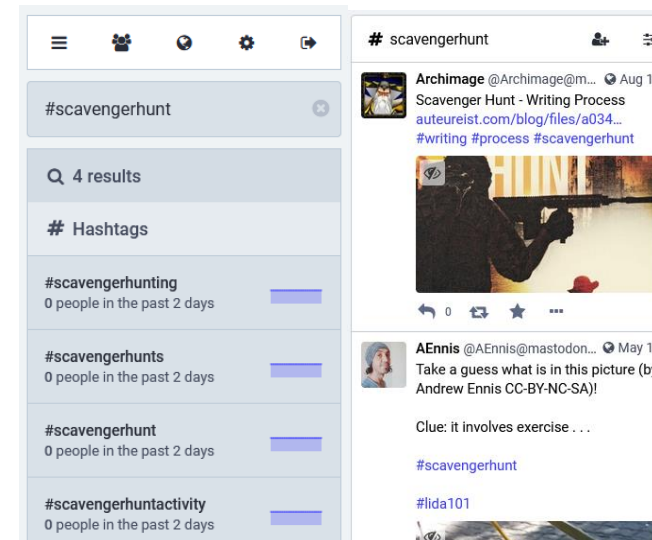 #scavengerhunt
4 results
# Hashtags
#scavengerhunting
0 people in the past 2 days
#scavengerhunts
0 people in the past 2 days
#scavengerhunt
0 people in the past 2 days
#scavengerhuntactivity
0 people in the past 2 days
# scavengerhunt
Archimage @Archimage@m... Aug 1
Scavenger Hunt - Writing Process
auteureist.com/blog/files/a034...
#writing #process #scavengerhunt
HUNT
0
AEnnis @AEnnis@mastodon... May 1
Take a guess what is in this picture (by
Andrew Ennis CC-BY-NC-SA)!
Clue: it involves exercise . . .
#scavengerhunt
#lida101